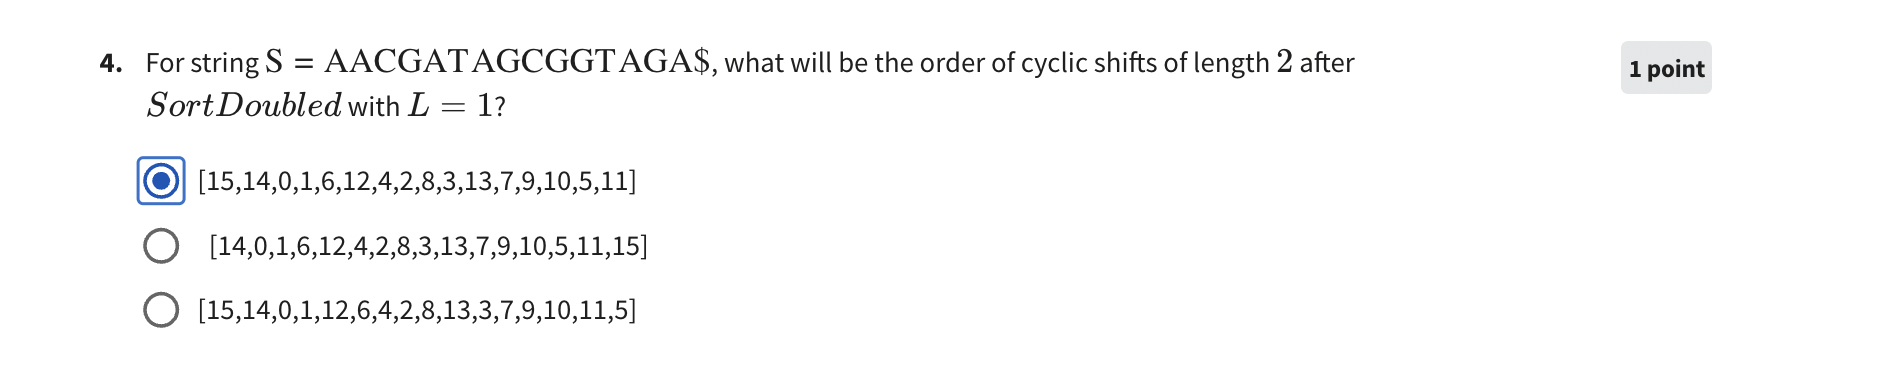 4. For string S = AACGATAGCGGTAGA$, what will be the order of cyclic shifts of length 2 after
SortDoubled with L = 1?
1 point
[15,14,0,1,6,12,4,2,8,3,13,7,9,10,5,11]
[14,0,1,6,12,4,2,8,3,13,7,9,10,5,11,15]
[15,14,0,1,12,6,4,2,8,13,3,7,9,10,11,5]